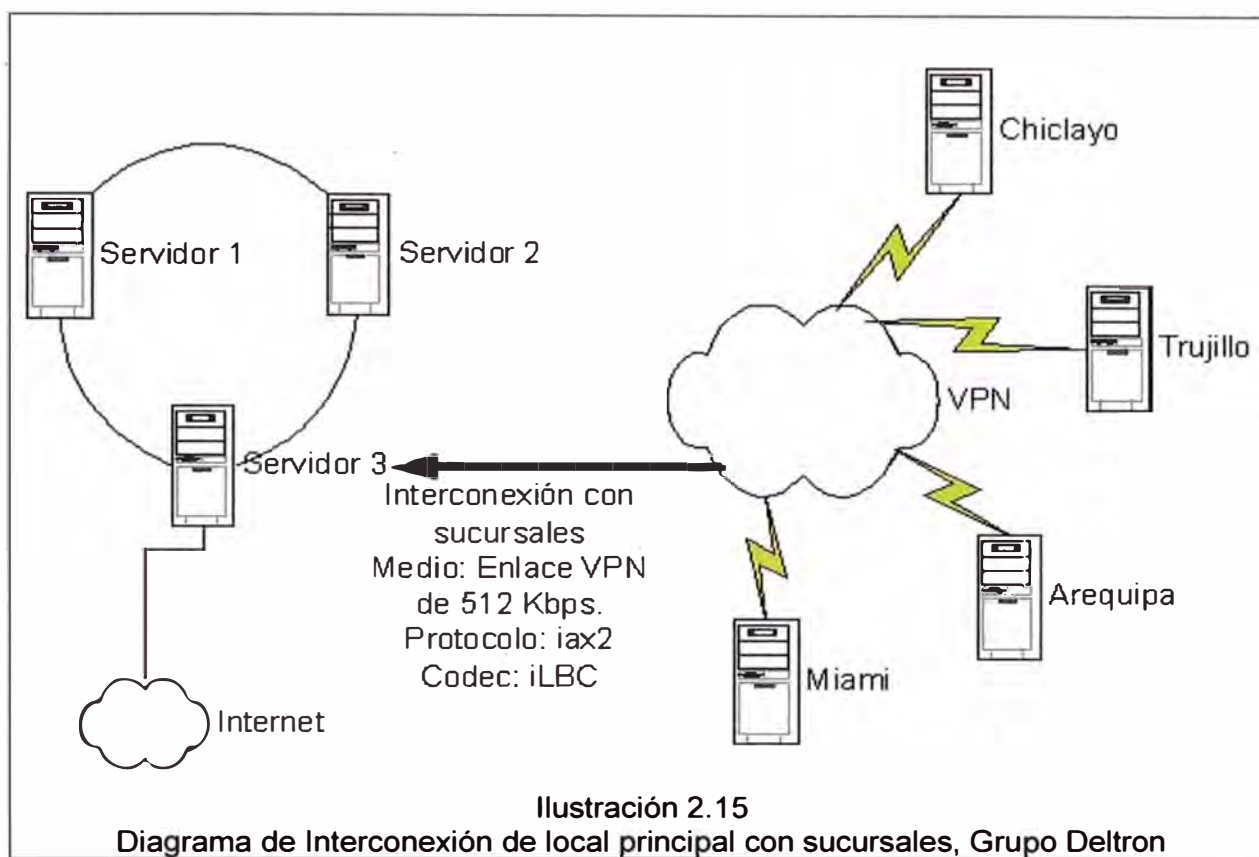 Chiclayo
Servidor 1
Servidor 2
Trujillo
VPN
Servidor 3
Interconexión con
sucursales
Medio: Enlace VPN
de 512 Kbps.
Protocolo: iax2
Codec: iLBC
Arequipa
Miami
Internet
Ilustración 2.15
Diagrama de Interconexión de local principal con sucursales, Grupo Deltron